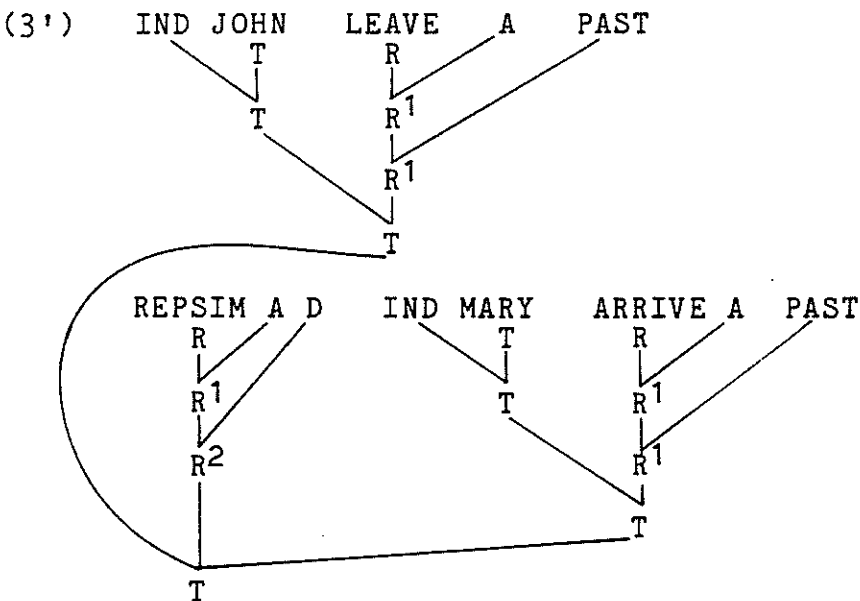 (3') IND JOHN LEAVE A PAST
T R
T R1
R1
T
REPSIM A D IND MARY ARRIVE A PAST
R T R
R1 T R1
R2 R1
T
T